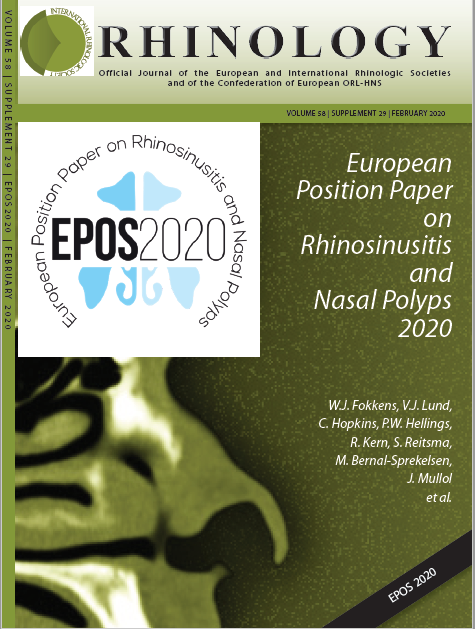 VOLUME 58 | SUPPLEMENT 29 | EPOS 2020 | FEBRUARY 2020
INTERNATIONAL RHINOLOGIC SOCIETY
RHINOLOGY
Official Journal of the European and International Rhinologic Societies
and of the Confederation of European ORL-HNS
VOLUME 58 | SUPPLEMENT 29 | FEBRUARY 2020
European Position Paper on Rhinosinusitis and Nasal Polyps
EPOS2020
European
Position Paper
on
Rhinosinusitis
and
Nasal Polyps
2020
W.J. Fokkens, V.J. Lund,
C. Hopkins, P.W. Hellings,
R. Kern, S. Reitsma,
M. Bernal-Sprekelsen,
J. Mullol
et al.
EPOS 2020